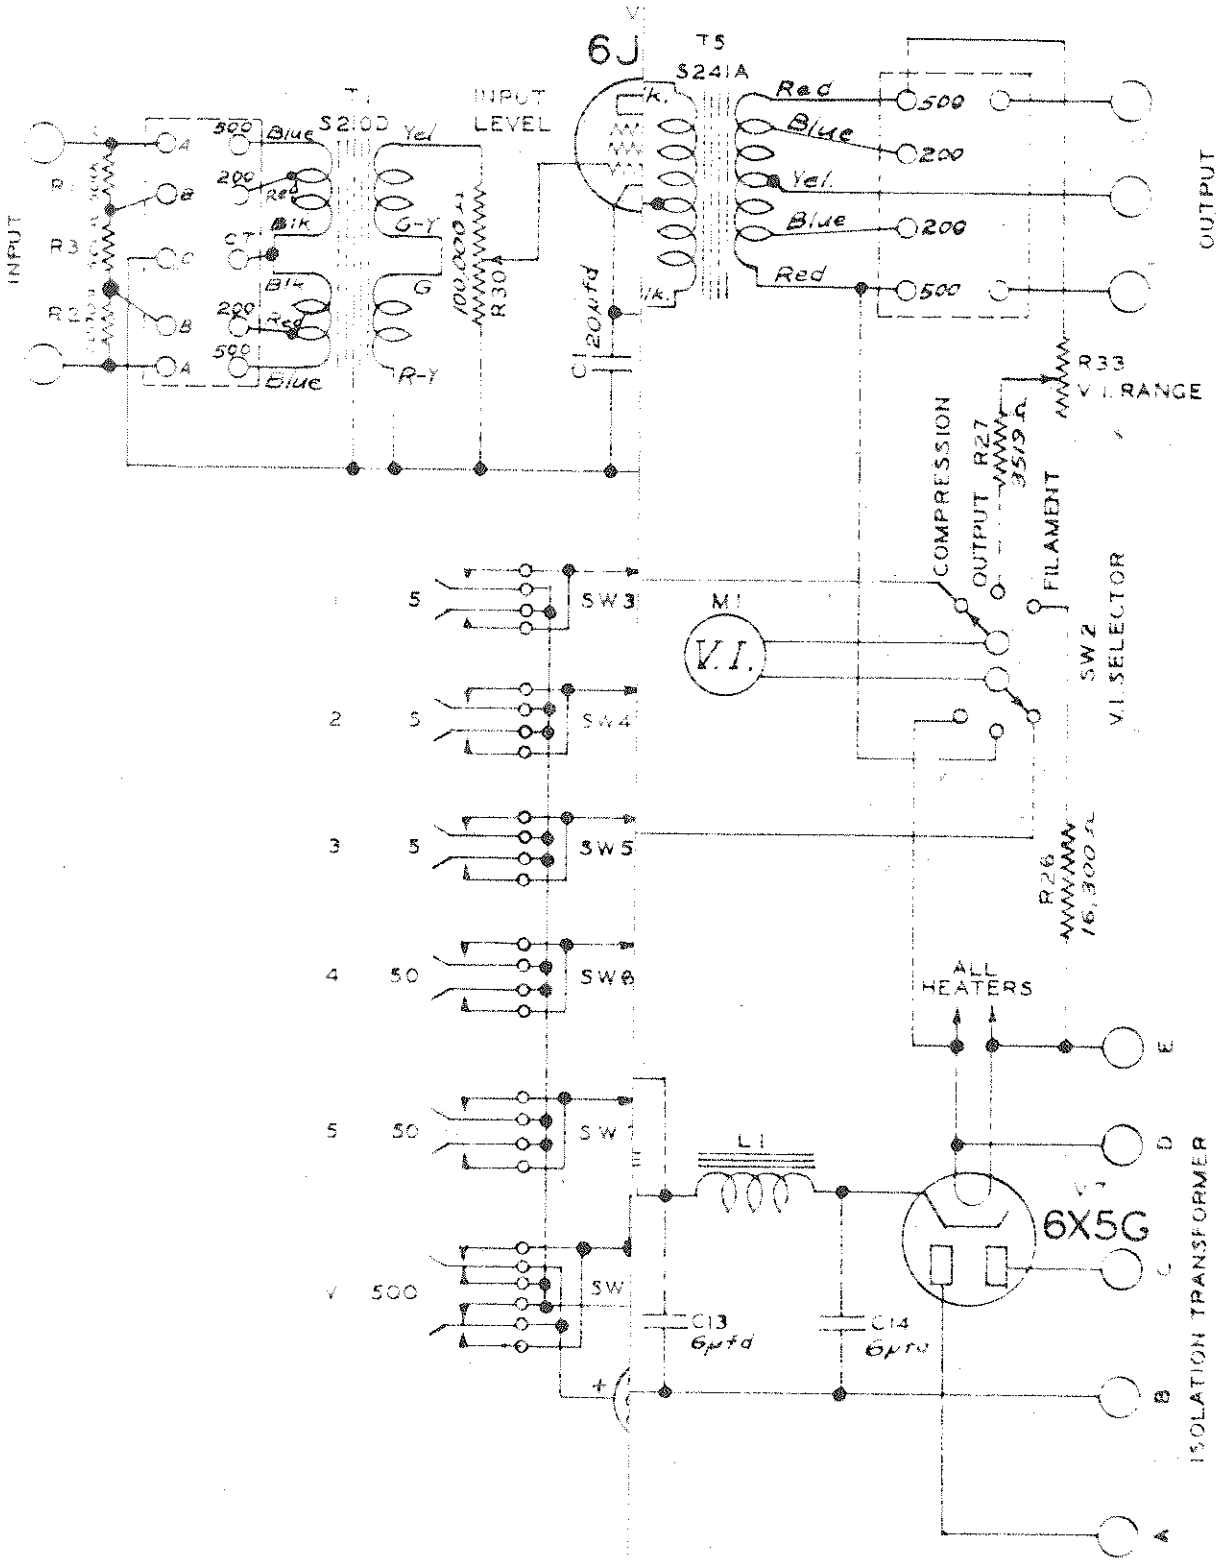 6J
T5
S241A
INPUT
LEVEL
S210D
500
Blue
Yel
A
R1
200
Red
B
Blk
G-Y
R3
CT
C
Blk
G
100,000 Ω
R30
R2
200
Red
B
500
A
Blue
R-Y
INPUT
C1
20μfd
Red
500
Blue
200
Yel.
Blue
200
Red
500
OUTPUT
R33
V.I. RANGE
COMPRESSION
OUTPUT
R27
3519 Ω
FILAMENT
5
SW3
M1
V.I.
SW2
V.I. SELECTOR
2
5
SW4
3
5
SW5
R26
16,300 Ω
4
50
SW6
ALL
HEATERS
E
5
50
SW
L1
D
6X5G
C
V
500
SW
C13
6μfd
C14
+
B
A
ISOLATION TRANSFORMER